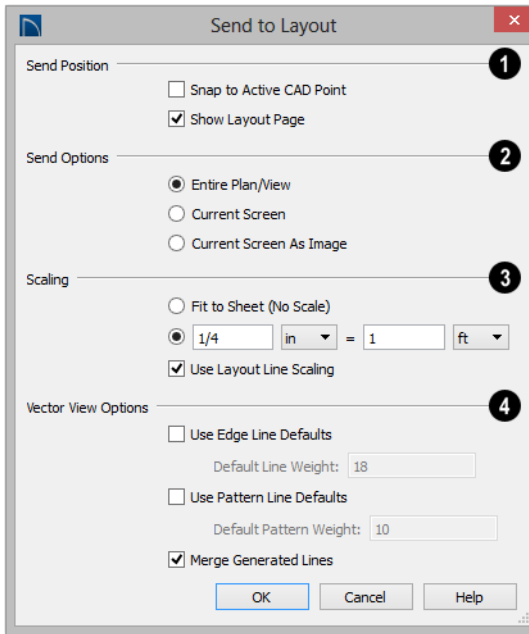 Send to Layout
Send Position 1
Snap to Active CAD Point
Show Layout Page
Send Options 2
Entire Plan/View
Current Screen
Current Screen As Image
Scaling 3
Fit to Sheet (No Scale)
1/4 in = 1 ft
Use Layout Line Scaling
Vector View Options 4
Use Edge Line Defaults
Default Line Weight: 18
Use Pattern Line Defaults
Default Pattern Weight: 10
Merge Generated Lines
OK Cancel Help